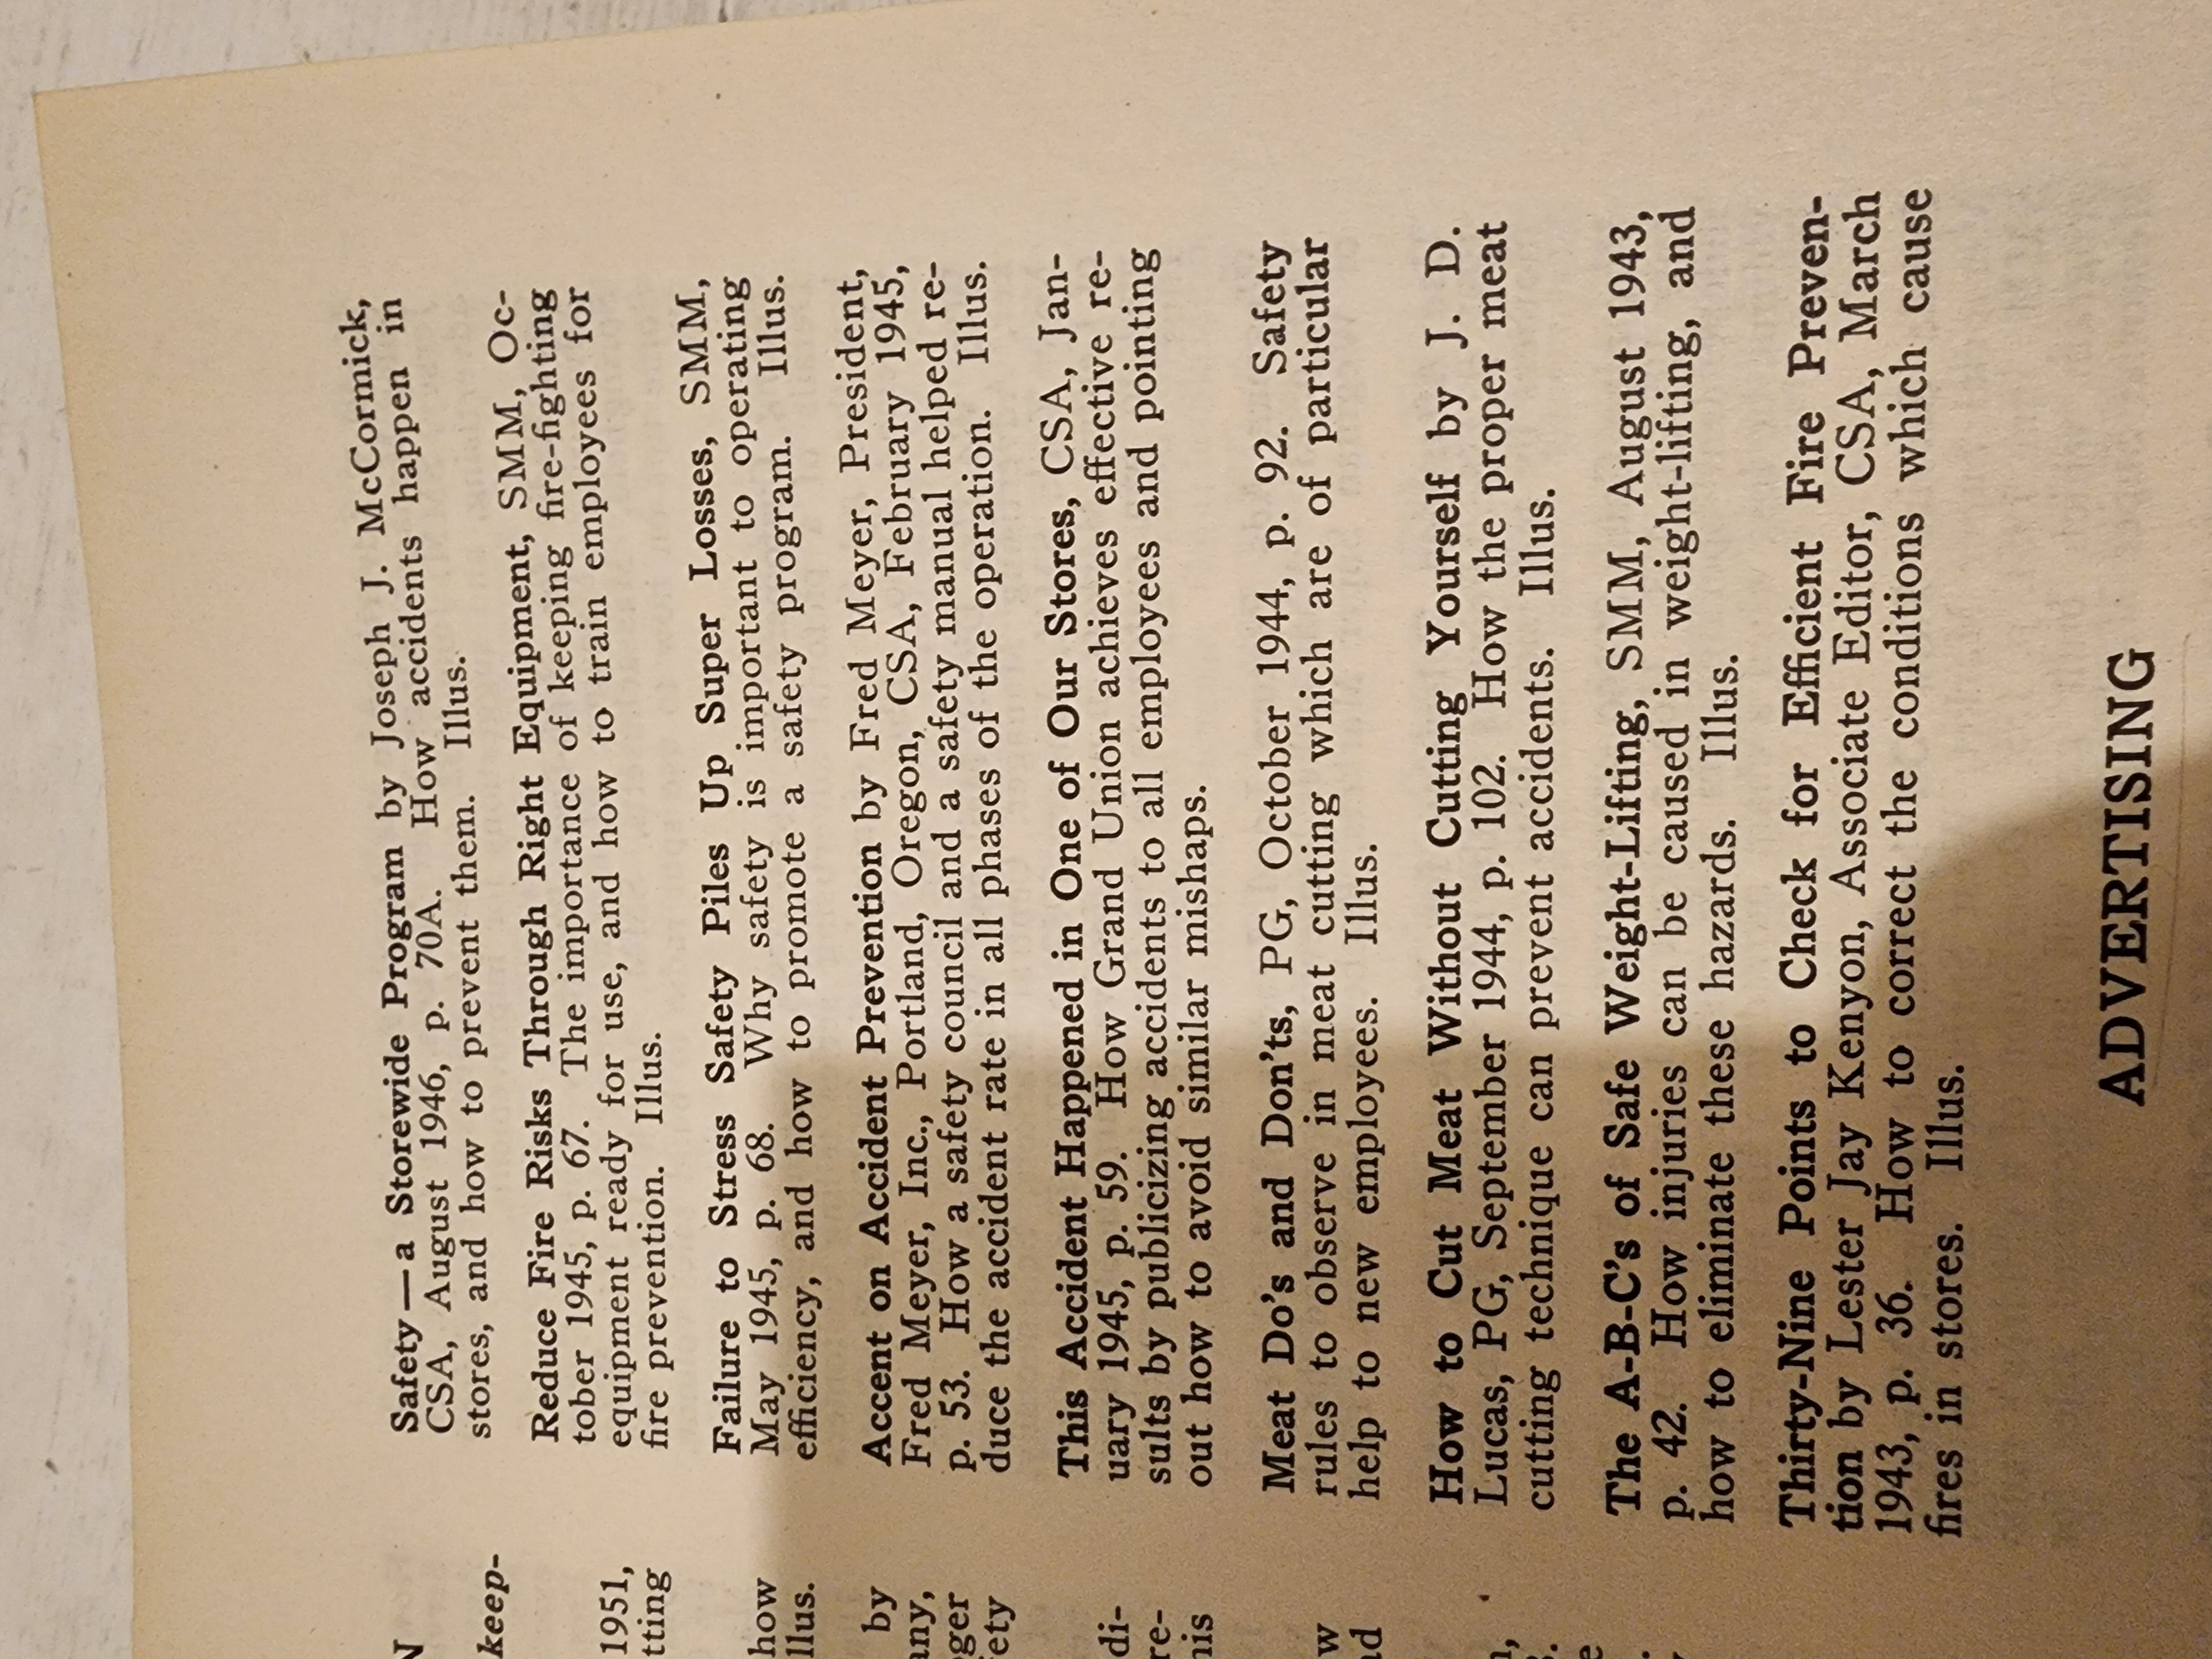 N
keep-
1951,
tting
how
llus.
by
any,
ager
fety
di-
re-
his
w
nd
Safety—a Storewide Program by Joseph J. McCormick,
CSA, August 1946, p. 70A. How accidents happen in
stores, and how to prevent them. Illus.
Reduce Fire Risks Through Right Equipment, SMM, Oc-
tober 1945, p. 67. The importance of keeping fire-fighting
equipment ready for use, and how to train employees for
fire prevention. Illus.
Failure to Stress Safety Piles Up Super Losses, SMM,
May 1945, p. 68. Why safety is important to operating
efficiency, and how to promote a safety program. Illus.
Accent on Accident Prevention by Fred Meyer, President,
Fred Meyer, Inc., Portland, Oregon, CSA, February 1945,
p. 53. How a safety council and a safety manual helped re-
duce the accident rate in all phases of the operation. Illus.
This Accident Happened in One of Our Stores, CSA, Jan-
uary 1945, p. 59. How Grand Union achieves effective re-
sults by publicizing accidents to all employees and pointing
out how to avoid similar mishaps.
Meat Do's and Don'ts, PG, October 1944, p. 92. Safety
rules to observe in meat cutting which are of particular
help to new employees. Illus.
How to Cut Meat Without Cutting Yourself by J. D.
Lucas, PG, September 1944, p. 102. How the proper meat
cutting technique can prevent accidents. Illus.
The A-B-C's of Safe Weight-Lifting, SMM, August 1943,
p. 42. How injuries can be caused in weight-lifting, and
how to eliminate these hazards. Illus.
Thirty-Nine Points to Check for Efficient Fire Preven-
tion by Lester Jay Kenyon, Associate Editor, CSA, March
1943, p. 36. How to correct the conditions which cause
fires in stores. Illus.
ADVERTISING